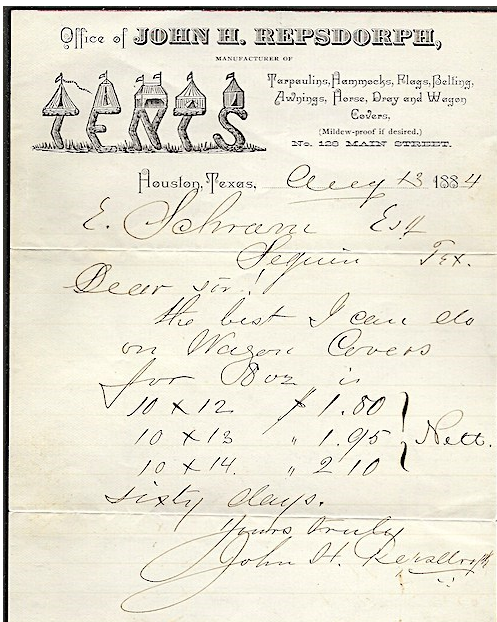 Office of JOHN H. REPSDORPH,
MANUFACTURER OF
TENTS
Tarpaulins, Hammocks, Flags, Belting,
Awnings, Horse, Dray and Wagon
Covers,
(Mildew-proof if desired.)
No. 128 MAIN STREET.
Houston, Texas, Aug 13 1884
E. Schram Esq
Seguin Tex.
Dear sir!
the best I can do
on Wagon Covers
for 8 oz is
10 x 12 $ 1.80
10 x 13 " 1.95 Nett.
10 x 14. " 2 10
sixty days.
Yours truly
John H. Repsdorph